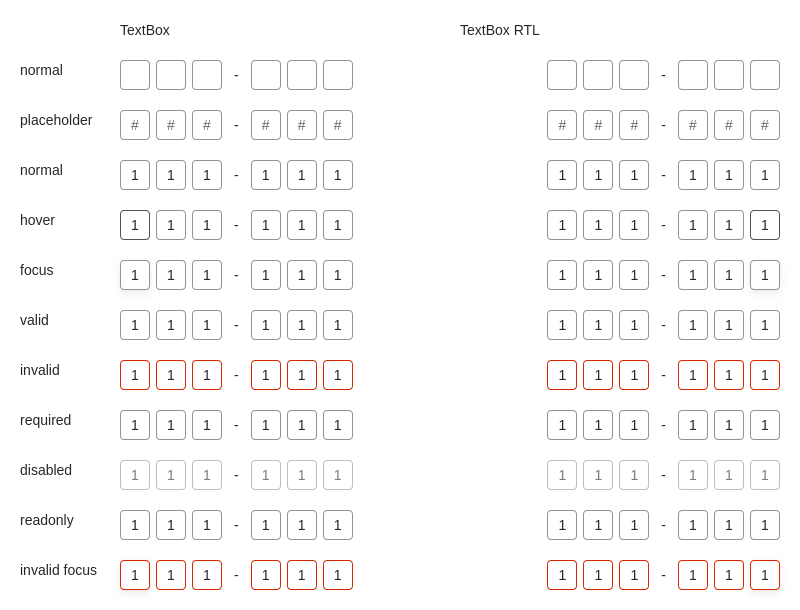 TextBox TextBox RTL
normal - -
placeholder # # # - # # # # # # - # # #
normal 1 1 1 - 1 1 1 1 1 1 - 1 1 1
hover 1 1 1 - 1 1 1 1 1 1 - 1 1 1
focus 1 1 1 - 1 1 1 1 1 1 - 1 1 1
valid 1 1 1 - 1 1 1 1 1 1 - 1 1 1
invalid 1 1 1 - 1 1 1 1 1 1 - 1 1 1
required 1 1 1 - 1 1 1 1 1 1 - 1 1 1
disabled 1 1 1 - 1 1 1 1 1 1 - 1 1 1
readonly 1 1 1 - 1 1 1 1 1 1 - 1 1 1
invalid focus 1 1 1 - 1 1 1 1 1 1 - 1 1 1